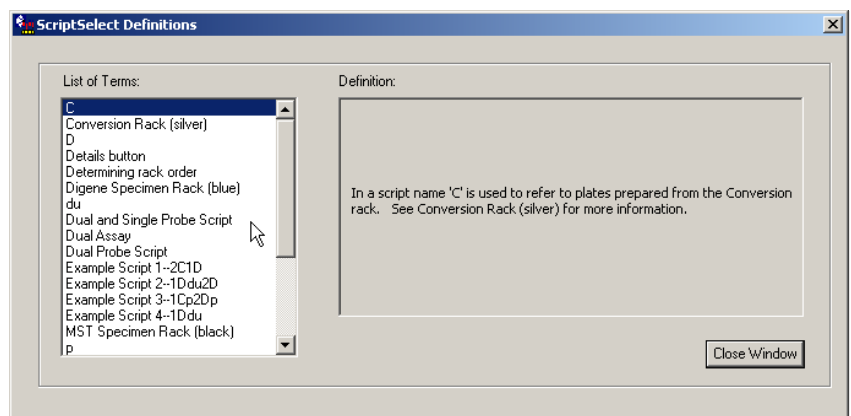 ScriptSelect Definitions
List of Terms:
Definition:
C
Conversion Rack (silver)
D
Details button
Determining rack order
Digene Specimen Rack (blue)
du
Dual and Single Probe Script
Dual Assay
Dual Probe Script
Example Script 1--2C1D
Example Script 2--1Ddu2D
Example Script 3--1Cp2Dp
Example Script 4--1Ddu
MST Specimen Rack (black)
p
In a script name 'C' is used to refer to plates prepared from the Conversion
rack.   See Conversion Rack (silver) for more information.
Close Window